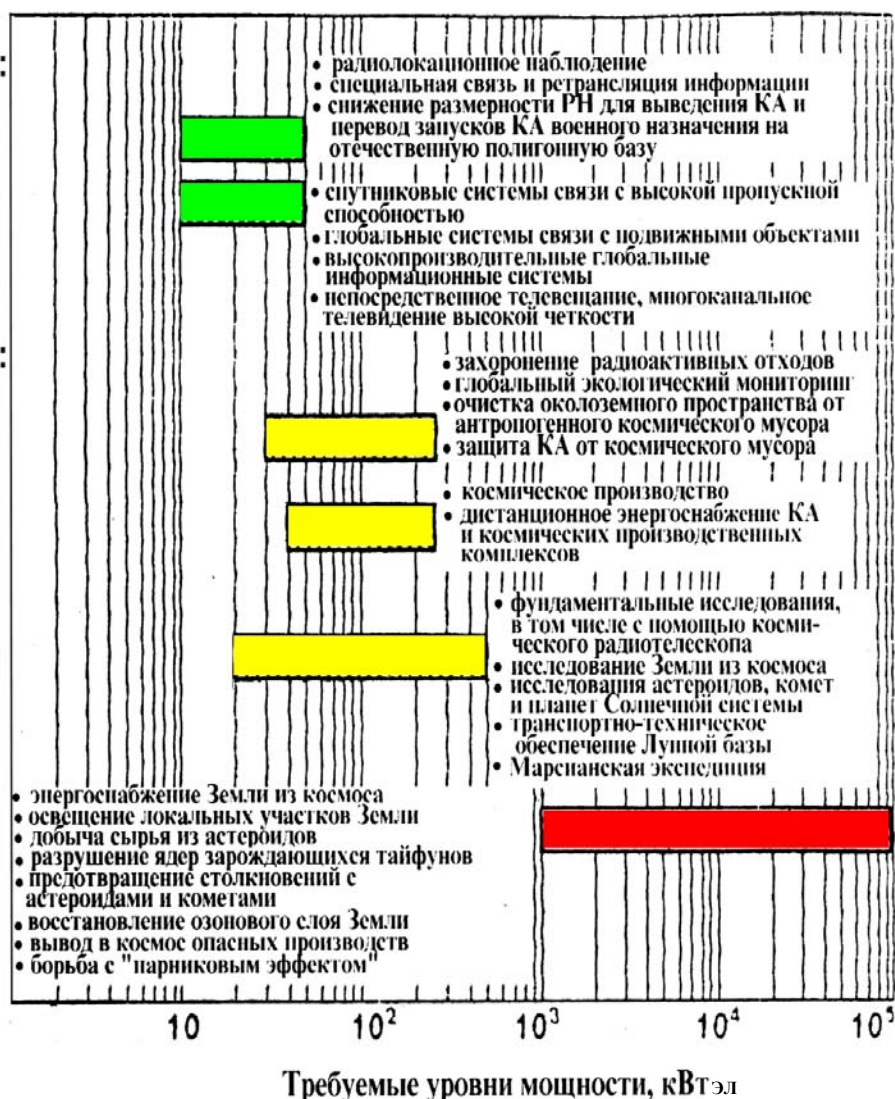 :
• радиолокационное наблюдение
• специальная связь и ретрансляция информации
• снижение размерности РН для выведения КА и
перевод запусков КА военного назначения на
отечественную полигонную базу
• спутниковые системы связи с высокой пропускной
способностью
• глобальные системы связи с подвижными объектами
• высокопроизводительные глобальные
информационные системы
• непосредственное телевещание, многоканальное
телевидение высокой четкости
:
• захоронение радиоактивных отходов
• глобальный экологический мониторинг
• очистка околоземного пространства от
антропогенного космического мусора
• защита КА от космического мусора
• космическое производство
• дистанционное энергоснабжение КА
и космических производственных
комплексов
• фундаментальные исследования,
в том числе с помощью косми-
ческого радиотелескопа
• исследование Земли из космоса
• исследования астероидов, комет
и планет Солнечной системы
• транспортно-техническое
обеспечение Лунной базы
• Марсианская экспедиция
• энергоснабжение Земли из космоса
• освещение локальных участков Земли
• добыча сырья из астероидов
• разрушение ядер зарождающихся тайфунов
• предотвращение столкновений с
астероидами и кометами
• восстановление озонового слоя Земли
• вывод в космос опасных производств
• борьба с "парниковым эффектом"
10 10² 10³ 10⁴ 10⁵
Требуемые уровни мощности, кВтэл